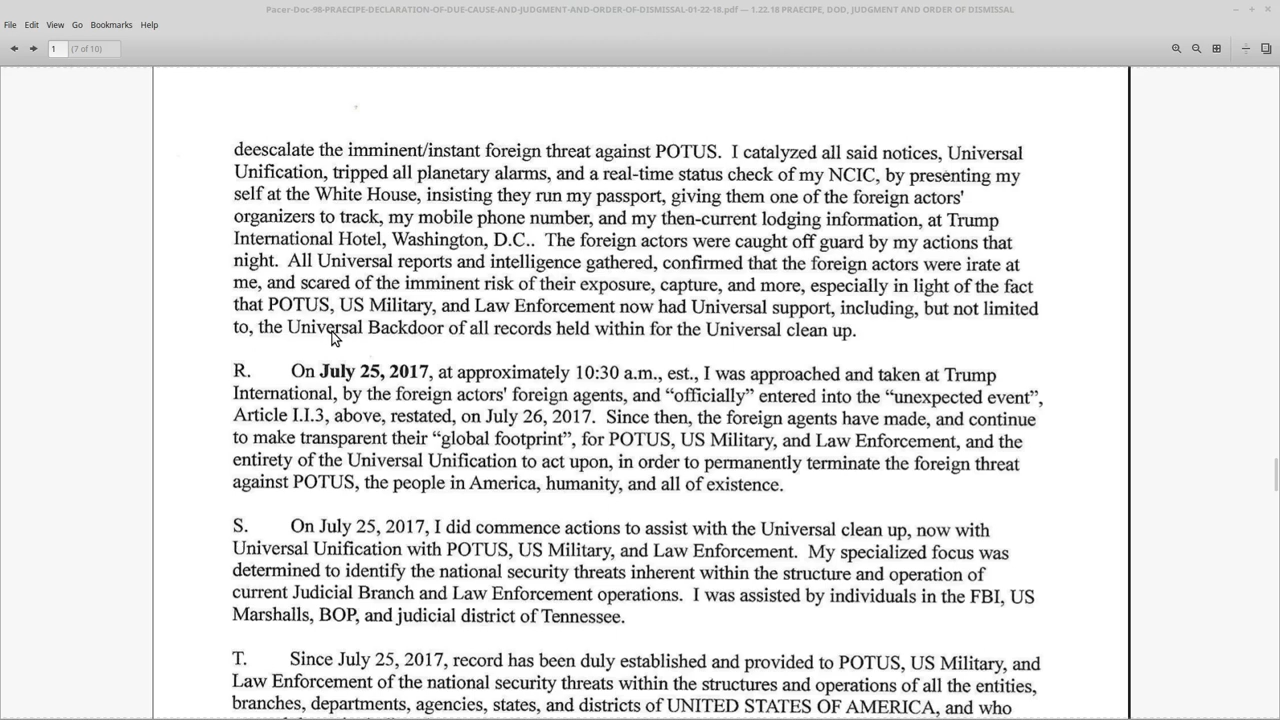 Pacer-Doc-98-PRAECIPE-DECLARATION-OF-DUE-CAUSE-AND-JUDGMENT-AND-ORDER-OF-DISMISSAL-01-22-18.pdf — 1.22.18 PRAECIPE, DOD, JUDGMENT AND ORDER OF DISMISSAL
File Edit View Go Bookmarks Help
1 (7 of 10)
deescalate the imminent/instant foreign threat against POTUS. I catalyzed all said notices, Universal
Unification, tripped all planetary alarms, and a real-time status check of my NCIC, by presenting my
self at the White House, insisting they run my passport, giving them one of the foreign actors'
organizers to track, my mobile phone number, and my then-current lodging information, at Trump
International Hotel, Washington, D.C.. The foreign actors were caught off guard by my actions that
night. All Universal reports and intelligence gathered, confirmed that the foreign actors were irate at
me, and scared of the imminent risk of their exposure, capture, and more, especially in light of the fact
that POTUS, US Military, and Law Enforcement now had Universal support, including, but not limited
to, the Universal Backdoor of all records held within for the Universal clean up.
R. On July 25, 2017, at approximately 10:30 a.m., est., I was approached and taken at Trump
International, by the foreign actors' foreign agents, and “officially” entered into the “unexpected event”,
Article I.I.3, above, restated, on July 26, 2017. Since then, the foreign agents have made, and continue
to make transparent their “global footprint”, for POTUS, US Military, and Law Enforcement, and the
entirety of the Universal Unification to act upon, in order to permanently terminate the foreign threat
against POTUS, the people in America, humanity, and all of existence.
S. On July 25, 2017, I did commence actions to assist with the Universal clean up, now with
Universal Unification with POTUS, US Military, and Law Enforcement. My specialized focus was
determined to identify the national security threats inherent within the structure and operation of
current Judicial Branch and Law Enforcement operations. I was assisted by individuals in the FBI, US
Marshalls, BOP, and judicial district of Tennessee.
T. Since July 25, 2017, record has been duly established and provided to POTUS, US Military, and
Law Enforcement of the national security threats within the structures and operations of all the entities,
branches, departments, agencies, states, and districts of UNITED STATES OF AMERICA, and who